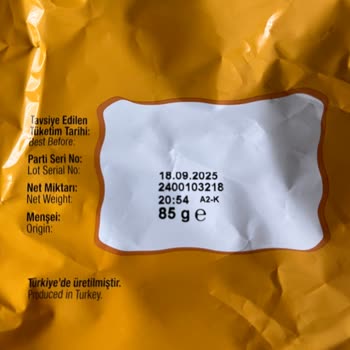 Tavsiye Edilen
Tüketim Tarihi:
Best Before:
Parti Seri No:
Lot Serial No:
Net Miktarı:
Net Weight:
Menşei:
Origin:
18.09.2025
2400103218
20:54 A2-K
85 g e
Türkiye'de üretilmiştir.
Produced in Turkey.